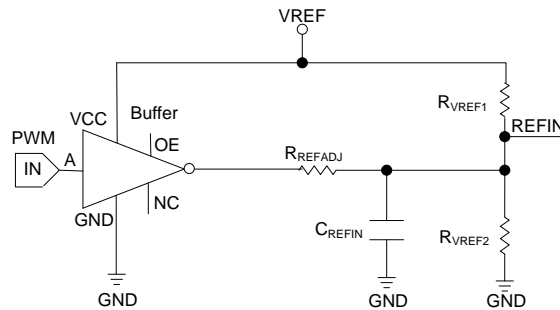 VREF
VCC
Buffer
RVREF1
PWM
OE
REFIN
IN
A
RREFADJ
NC
GND
CREFIN
RVREF2
GND
GND
GND